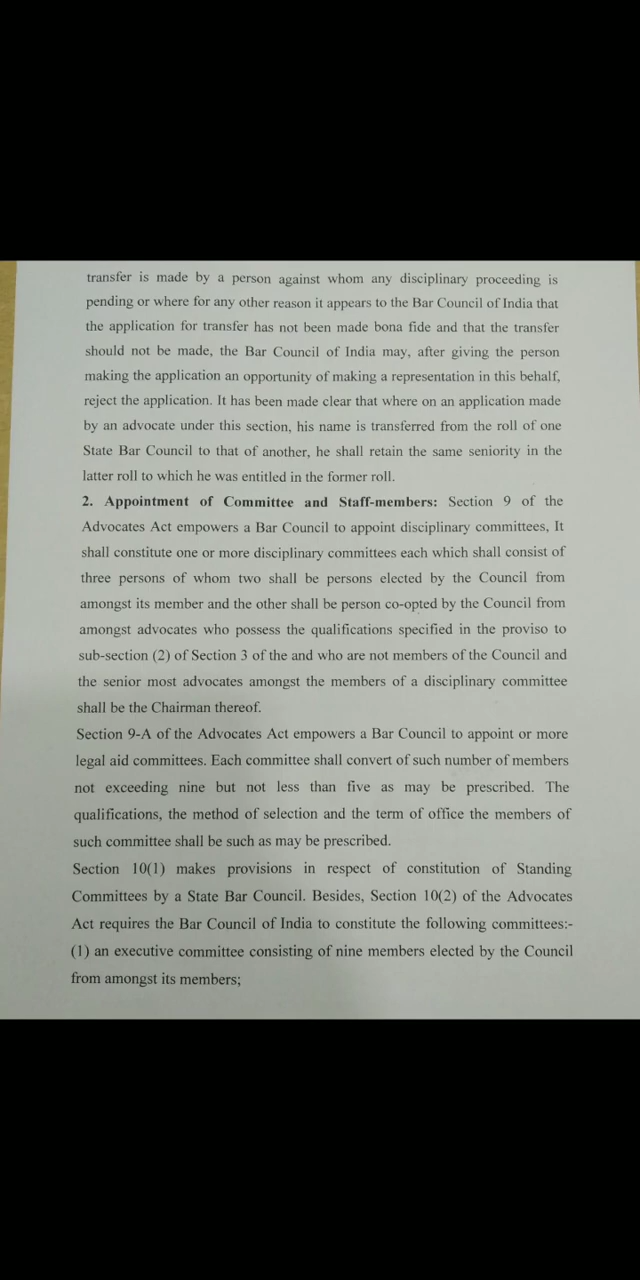 transfer is made by a person against whom any disciplinary proceeding is
pending or where for any other reason it appears to the Bar Council of India that
the application for transfer has not been made bona fide and that the transfer
should not be made, the Bar Council of India may, after giving the person
making the application an opportunity of making a representation in this behalf,
reject the application. It has been made clear that where on an application made
by an advocate under this section, his name is transferred from the roll of one
State Bar Council to that of another, he shall retain the same seniority in the
latter roll to which he was entitled in the former roll.
2. Appointment of Committee and Staff-members: Section 9 of the
Advocates Act empowers a Bar Council to appoint disciplinary committees, It
shall constitute one or more disciplinary committees each which shall consist of
three persons of whom two shall be persons elected by the Council from
amongst its member and the other shall be person co-opted by the Council from
amongst advocates who possess the qualifications specified in the proviso to
sub-section (2) of Section 3 of the and who are not members of the Council and
the senior most advocates amongst the members of a disciplinary committee
shall be the Chairman thereof.
Section 9-A of the Advocates Act empowers a Bar Council to appoint or more
legal aid committees. Each committee shall convert of such number of members
not exceeding nine but not less than five as may be prescribed. The
qualifications, the method of selection and the term of office the members of
such committee shall be such as may be prescribed.
Section 10(1) makes provisions in respect of constitution of Standing
Committees by a State Bar Council. Besides, Section 10(2) of the Advocates
Act requires the Bar Council of India to constitute the following committees:-
(1) an executive committee consisting of nine members elected by the Council
from amongst its members;